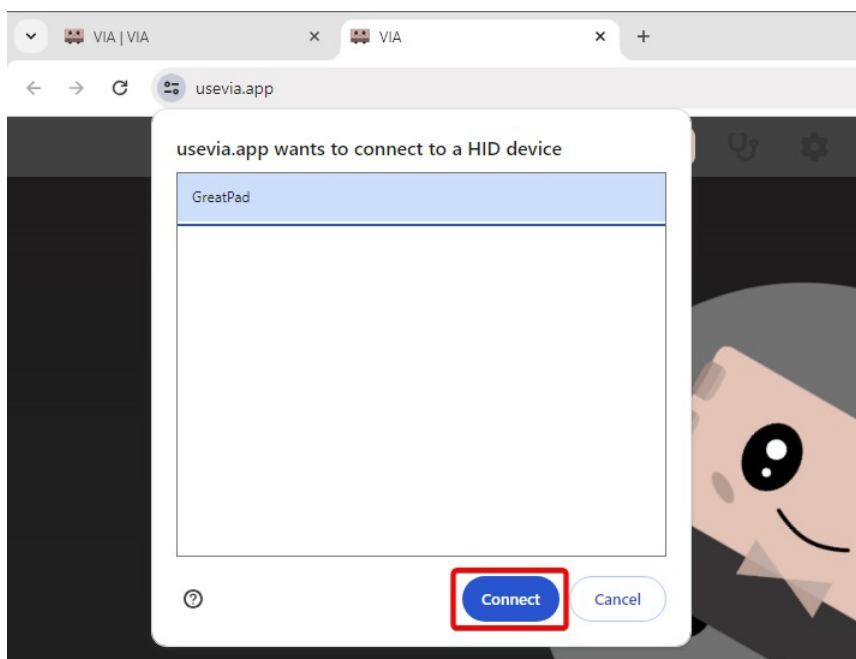 VIA | VIA
VIA
usevia.app
usevia.app wants to connect to a HID device
GreatPad
Connect
Cancel